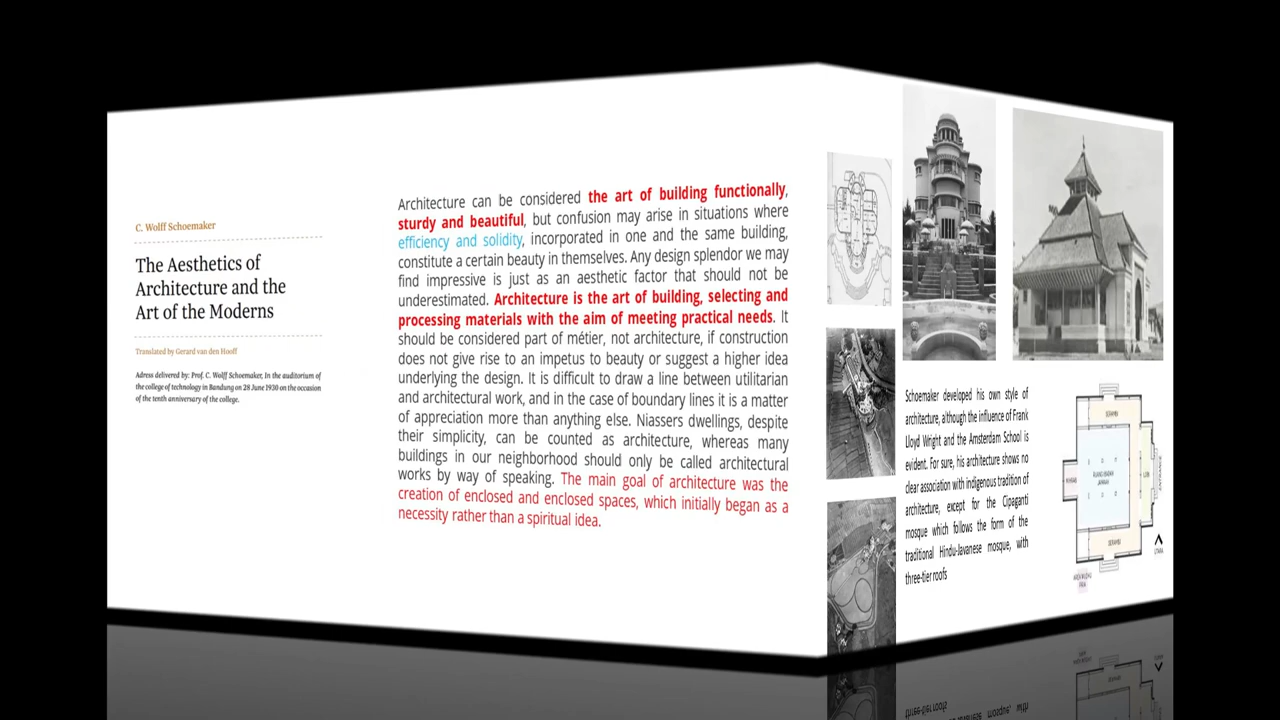 C. Wolff Schoemaker
The Aesthetics of
Architecture and the
Art of the Moderns
Translated by Gerard van den Hooff
Adress delivered by: Prof. C. Wolff Schoemaker, In the auditorium of
the college of technology in Bandung on 28 June 1930 on the occasion
of the tenth anniversary of the college.
Architecture can be considered the art of building functionally,
sturdy and beautiful, but confusion may arise in situations where
efficiency and solidity, incorporated in one and the same building,
constitute a certain beauty in themselves. Any design splendor we may
find impressive is just as an aesthetic factor that should not be
underestimated. Architecture is the art of building, selecting and
processing materials with the aim of meeting practical needs. It
should be considered part of métier, not architecture, if construction
does not give rise to an impetus to beauty or suggest a higher idea
underlying the design. It is difficult to draw a line between utilitarian
and architectural work, and in the case of boundary lines it is a matter
of appreciation more than anything else. Niassers dwellings, despite
their simplicity, can be counted as architecture, whereas many
buildings in our neighborhood should only be called architectural
works by way of speaking. The main goal of architecture was the
creation of enclosed and enclosed spaces, which initially began as a
necessity rather than a spiritual idea.
Schoemaker developed his own style of
architecture, although the influence of Frank
Lloyd Wright and the Amsterdam School is
evident. For sure, his architecture shows no
clear association with indigenous tradition of
architecture, except for the Cipaganti
mosque which follows the form of the
traditional Hindu-Javanese mosque, with
three-tier roofs
SERAMBI
SERAMBI
UTARA